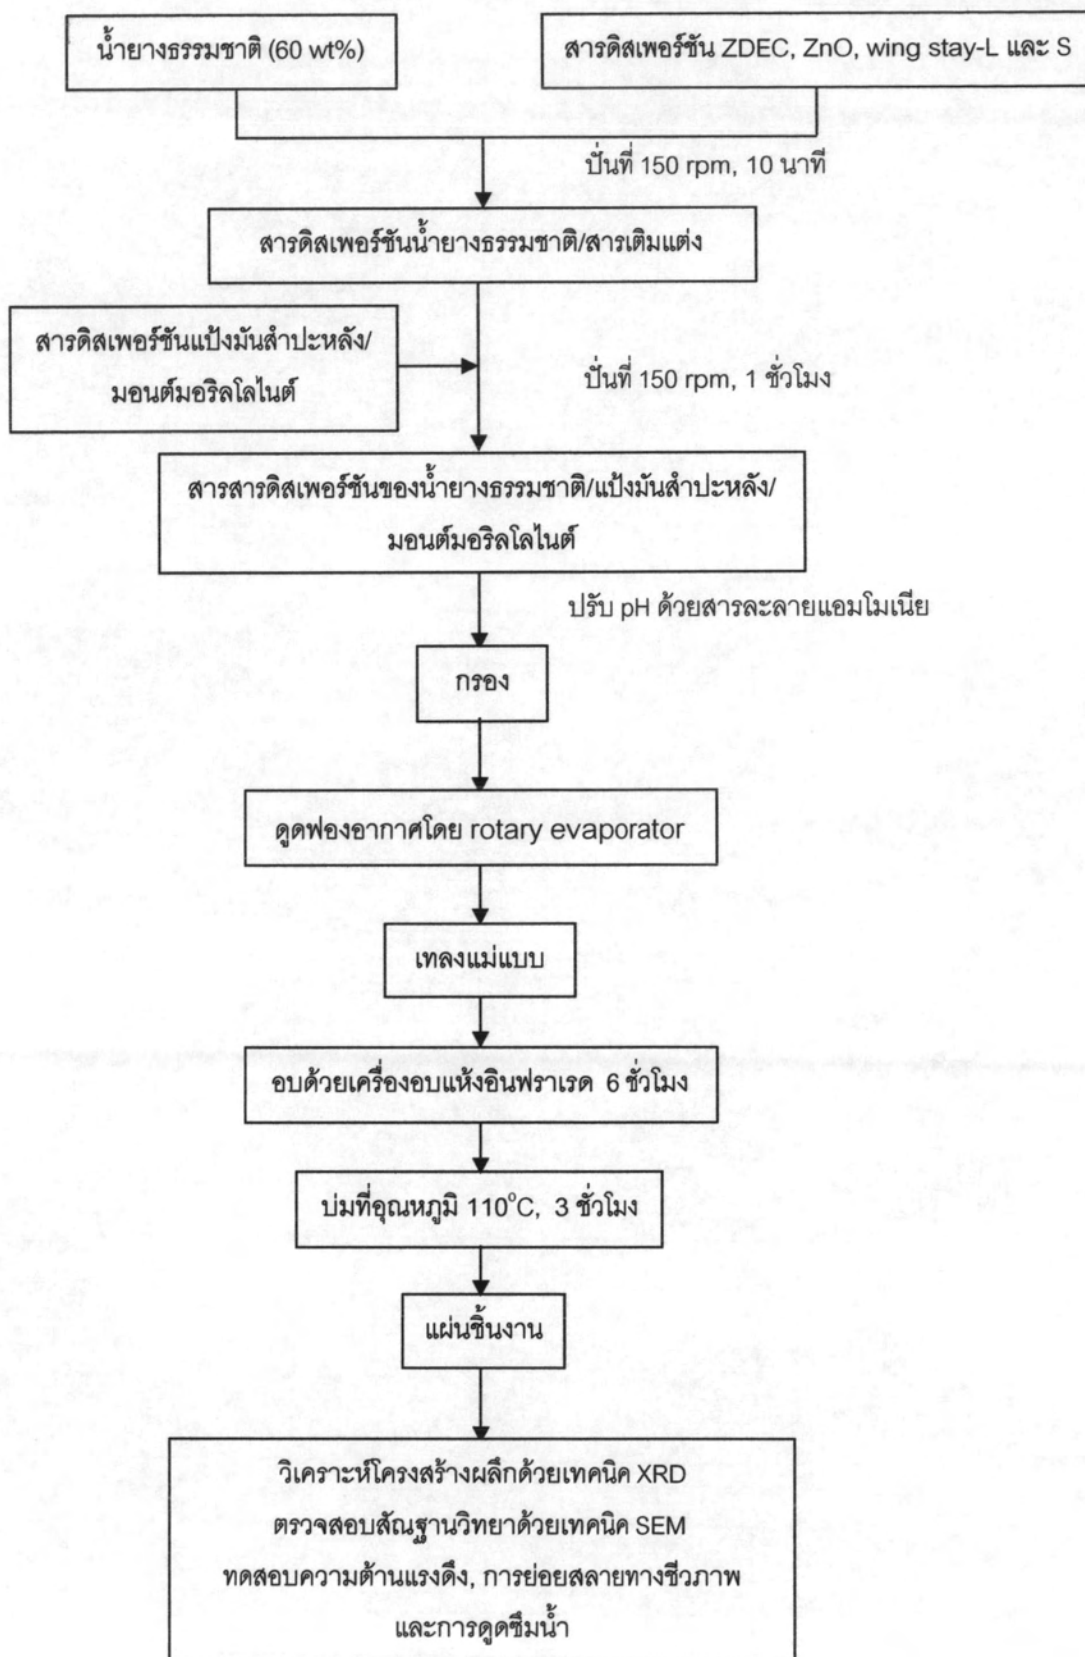 น้ำยางธรรมชาติ (60 wt%)
สารดิสเพอร์ชัน ZDEC, ZnO, wing stay-L และ S
ปั่นที่ 150 rpm, 10 นาที
สารดิสเพอร์ชันน้ำยางธรรมชาติ/สารเติมแต่ง
สารดิสเพอร์ชันแป้งมันสำปะหลัง/
มอนต์มอริลโลไนต์
ปั่นที่ 150 rpm, 1 ชั่วโมง
สารสารดิสเพอร์ชันของน้ำยางธรรมชาติ/แป้งมันสำปะหลัง/
มอนต์มอริลโลไนต์
ปรับ pH ด้วยสารละลายแอมโมเนีย
กรอง
ดูดฟองอากาศโดย rotary evaporator
เทลงแม่แบบ
อบด้วยเครื่องอบแห้งอินฟราเรด 6 ชั่วโมง
บ่มที่อุณหภูมิ 110°C, 3 ชั่วโมง
แผ่นชิ้นงาน
วิเคราะห์โครงสร้างผลึกด้วยเทคนิค XRD
ตรวจสอบสัณฐานวิทยาด้วยเทคนิค SEM
ทดสอบความต้านแรงดึง, การย่อยสลายทางชีวภาพ
และการดูดซึมน้ำ